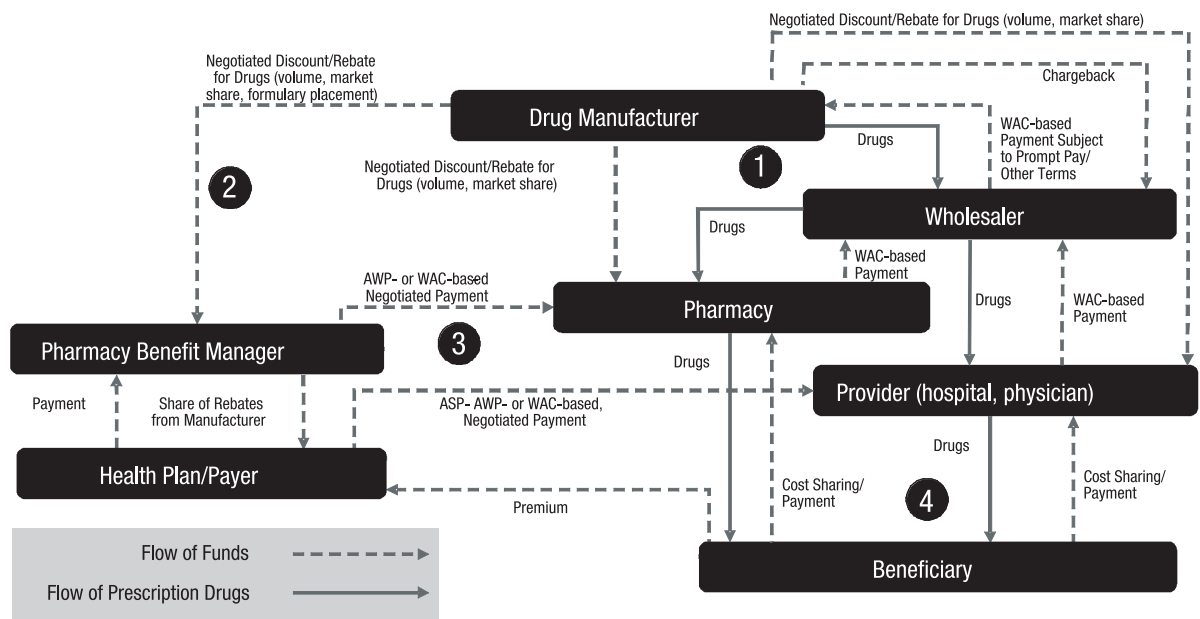 Negotiated Discount/Rebate for Drugs (volume, market share)
Negotiated Discount/Rebate
for Drugs (volume, market
share, formulary placement)
Chargeback
Drug Manufacturer
WAC-based
Payment Subject
to Prompt Pay/
Other Terms
Drugs
1
Negotiated Discount/Rebate for
Drugs (volume, market share)
2
Wholesaler
Drugs
WAC-based
Payment
AWP- or WAC-based
Negotiated Payment
Drugs
WAC-based
Payment
Pharmacy
3
Pharmacy Benefit Manager
Drugs
Provider (hospital, physician)
Payment
Share of Rebates
from Manufacturer
ASP- AWP- or WAC-based,
Negotiated Payment
Drugs
Health Plan/Payer
Cost Sharing/
Payment
4
Cost Sharing/
Payment
Premium
Flow of Funds
Beneficiary
Flow of Prescription Drugs